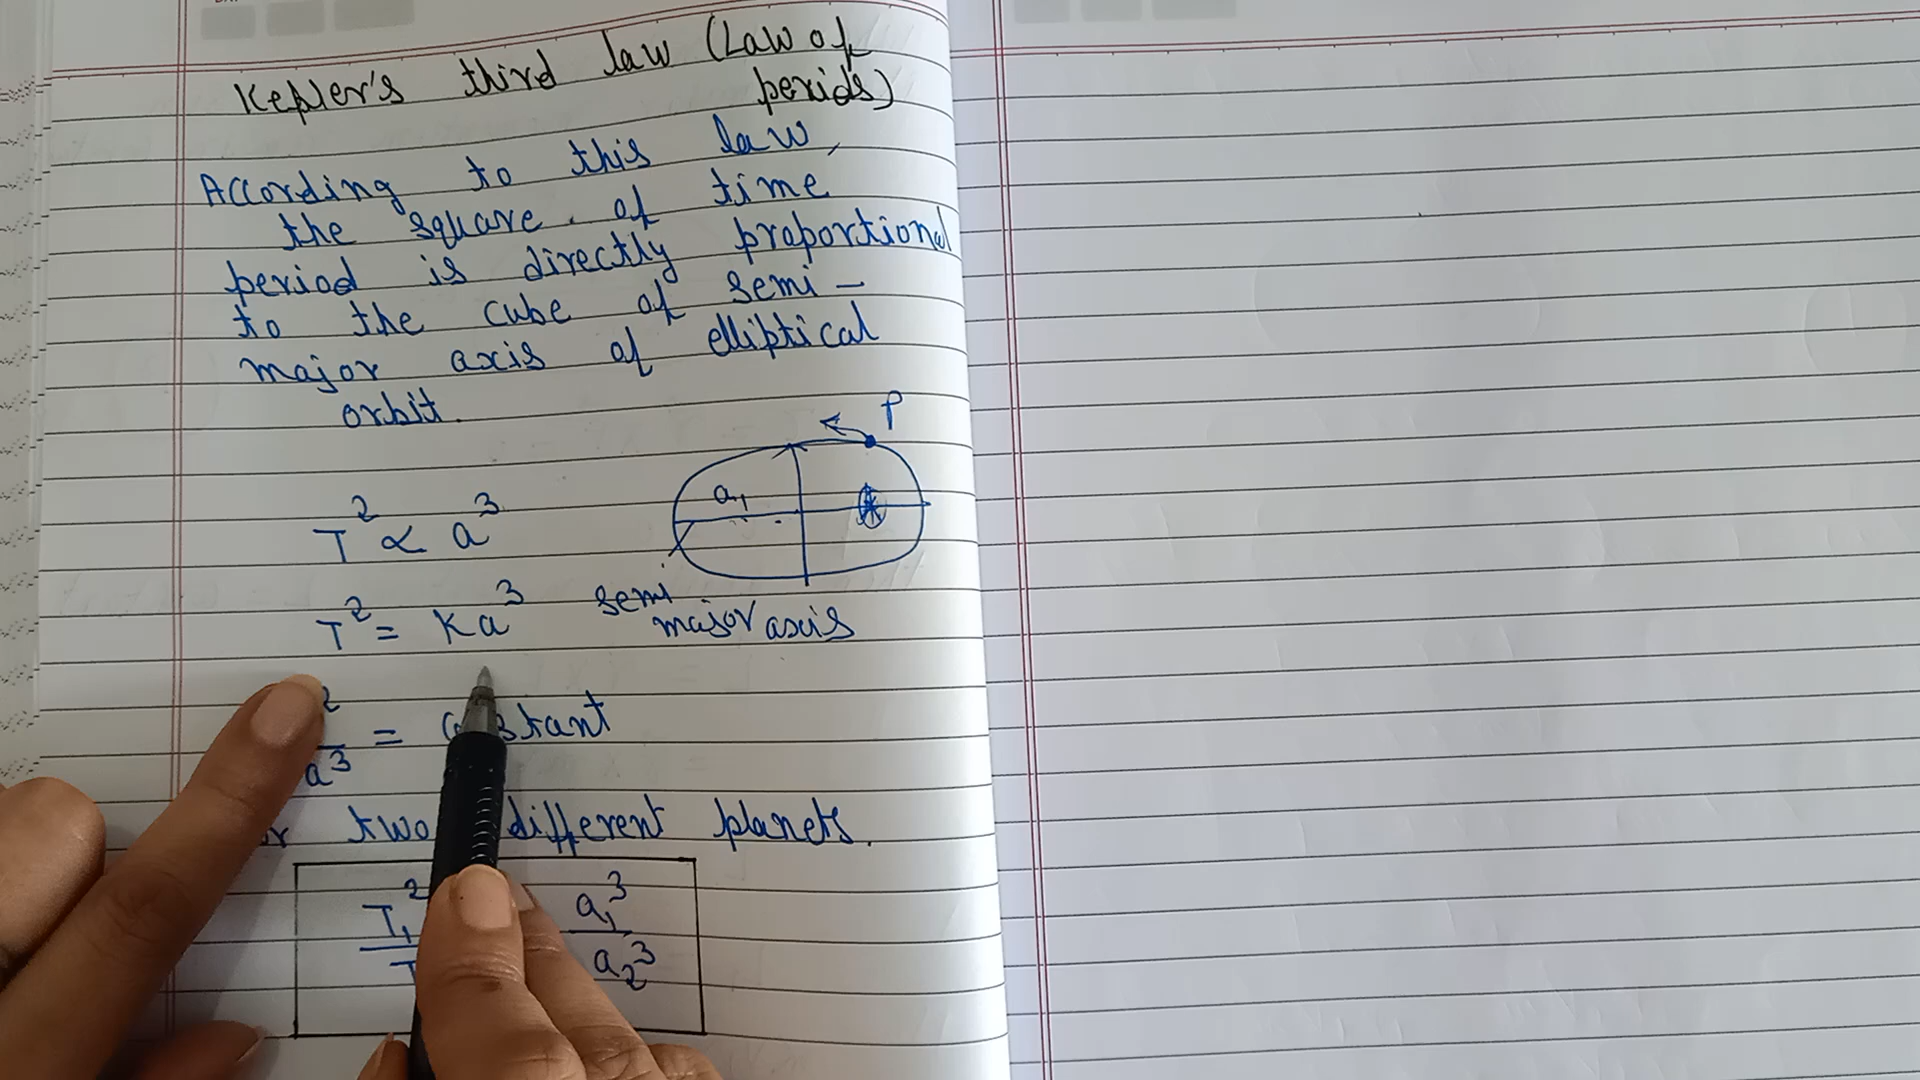 Kepler's third law (Law of
periods)
According to this law,
the square of time
period is directly proportional
to the cube of semi-
major axis of elliptical
orbit.
P
a₁
T² ∝ a³
T² = Ka³
semi
major axis
²
a³ = constant
two different planets.
T₁² a₁³
T a₂³